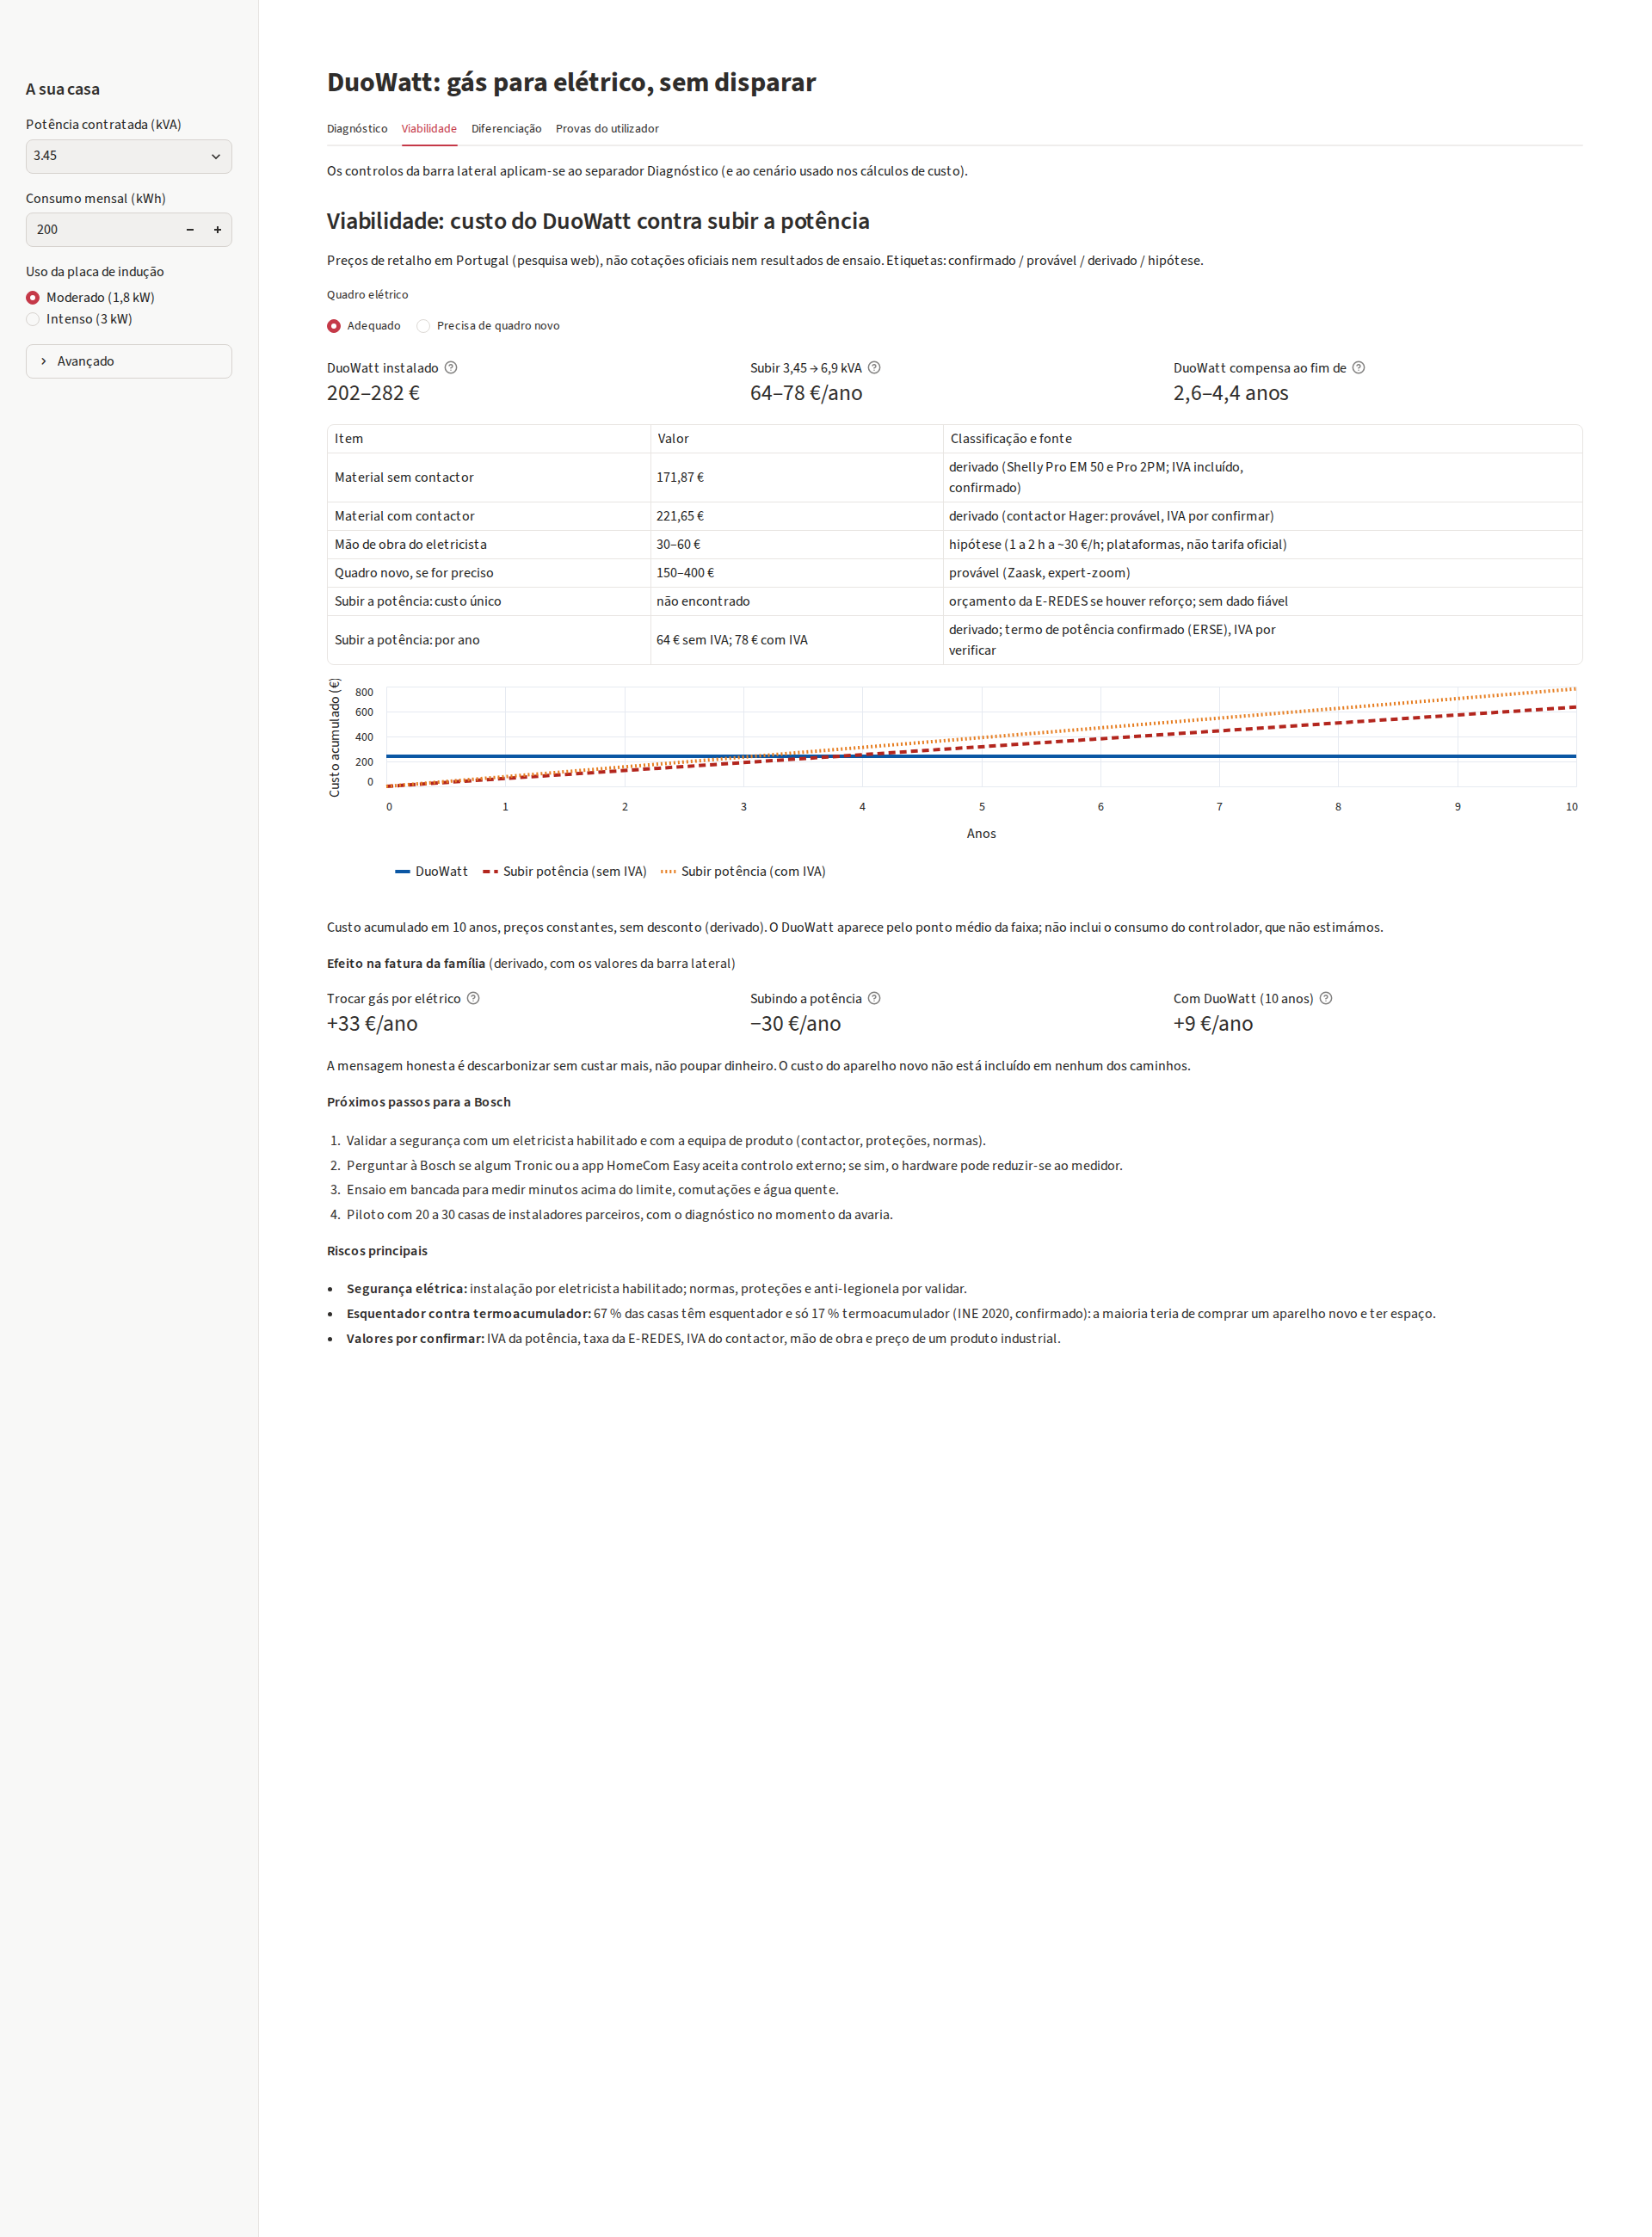 A sua casa
Potência contratada (kVA)
3.45
Consumo mensal (kWh)
200
Uso da placa de indução
Moderado (1,8 kW)
Intenso (3 kW)
Avançado
DuoWatt: gás para elétrico, sem disparar
Diagnóstico Viabilidade Diferenciação Provas do utilizador
Os controlos da barra lateral aplicam-se ao separador Diagnóstico (e ao cenário usado nos cálculos de custo).
Viabilidade: custo do DuoWatt contra subir a potência
Preços de retalho em Portugal (pesquisa web), não cotações oficiais nem resultados de ensaio. Etiquetas: confirmado / provável / derivado / hipótese.
Quadro elétrico
Adequado Precisa de quadro novo
DuoWatt instalado Subir 3,45 → 6,9 kVA DuoWatt compensa ao fim de
202–282 € 64–78 €/ano 2,6–4,4 anos
Item Valor Classificação e fonte
Material sem contactor 171,87 € derivado (Shelly Pro EM 50 e Pro 2PM; IVA incluído,
confirmado)
Material com contactor 221,65 € derivado (contactor Hager: provável, IVA por confirmar)
Mão de obra do eletricista 30–60 € hipótese (1 a 2 h a ~30 €/h; plataformas, não tarifa oficial)
Quadro novo, se for preciso 150–400 € provável (Zaask, expert-zoom)
Subir a potência: custo único não encontrado orçamento da E-REDES se houver reforço; sem dado fiável
Subir a potência: por ano 64 € sem IVA; 78 € com IVA derivado; termo de potência confirmado (ERSE), IVA por
verificar
Custo acumulado (€)
800
600
400
200
0
0 1 2 3 4 5 6 7 8 9 10
Anos
DuoWatt Subir potência (sem IVA) Subir potência (com IVA)
Custo acumulado em 10 anos, preços constantes, sem desconto (derivado). O DuoWatt aparece pelo ponto médio da faixa; não inclui o consumo do controlador, que não estimámos.
Efeito na fatura da família (derivado, com os valores da barra lateral)
Trocar gás por elétrico Subindo a potência Com DuoWatt (10 anos)
+33 €/ano −30 €/ano +9 €/ano
A mensagem honesta é descarbonizar sem custar mais, não poupar dinheiro. O custo do aparelho novo não está incluído em nenhum dos caminhos.
Próximos passos para a Bosch
1. Validar a segurança com um eletricista habilitado e com a equipa de produto (contactor, proteções, normas).
2. Perguntar à Bosch se algum Tronic ou a app HomeCom Easy aceita controlo externo; se sim, o hardware pode reduzir-se ao medidor.
3. Ensaio em bancada para medir minutos acima do limite, comutações e água quente.
4. Piloto com 20 a 30 casas de instaladores parceiros, com o diagnóstico no momento da avaria.
Riscos principais
• Segurança elétrica: instalação por eletricista habilitado; normas, proteções e anti-legionela por validar.
• Esquentador contra termoacumulador: 67 % das casas têm esquentador e só 17 % termoacumulador (INE 2020, confirmado): a maioria teria de comprar um aparelho novo e ter espaço.
• Valores por confirmar: IVA da potência, taxa da E-REDES, IVA do contactor, mão de obra e preço de um produto industrial.